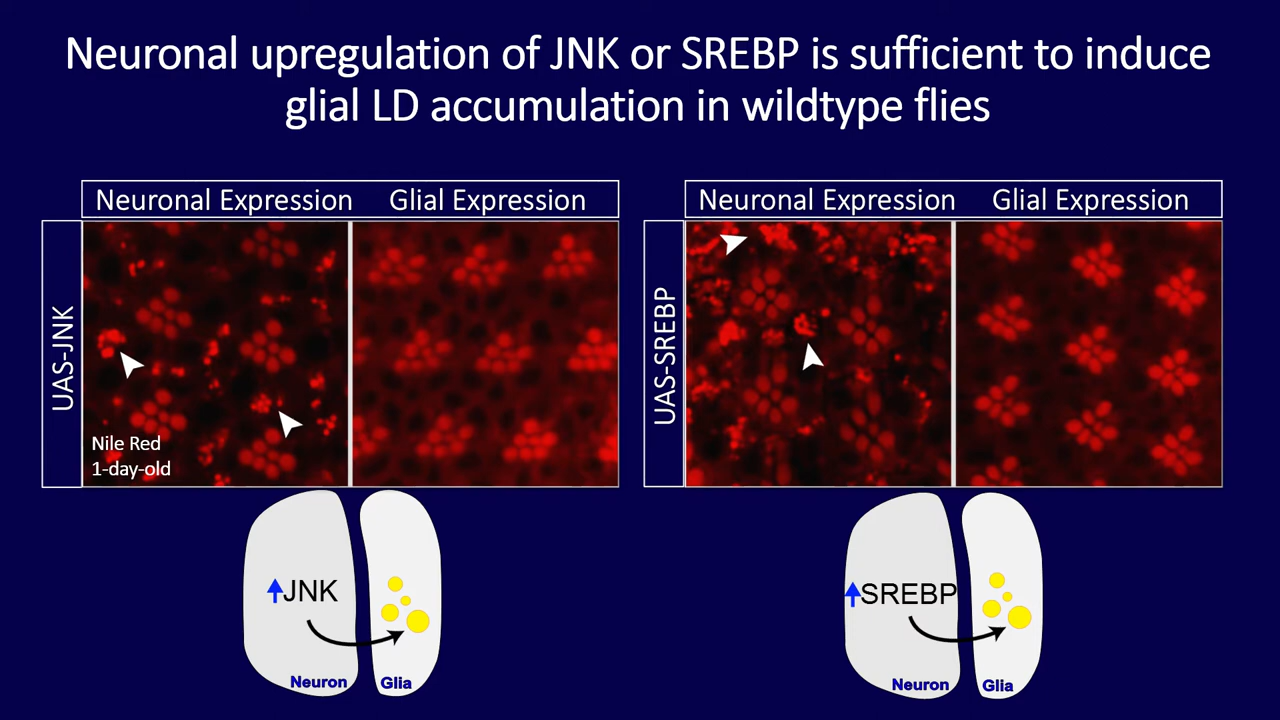 Neuronal upregulation of JNK or SREBP is sufficient to induce
glial LD accumulation in wildtype flies
Neuronal Expression
Glial Expression
UAS-JNK
Nile Red
1-day-old
Neuronal Expression
Glial Expression
UAS-SREBP
JNK
Neuron
Glia
SREBP
Neuron
Glia